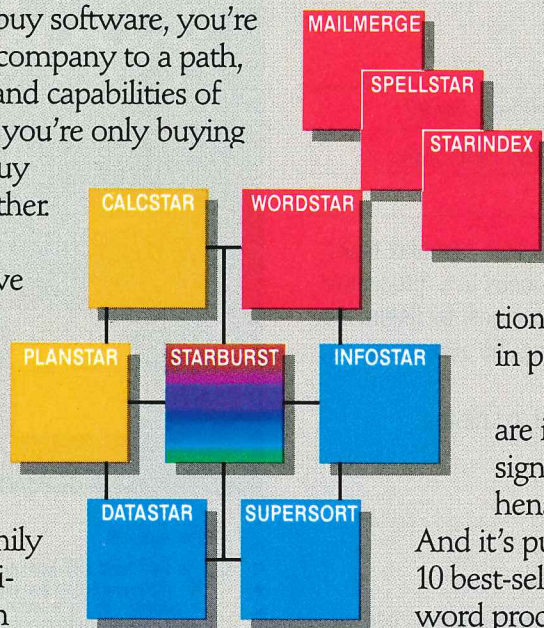 buy software, you're
company to a path,
and capabilities of
you're only buying
uy
ther.
ve
nily
i-
n
MAILMERGE
SPELLSTAR
STARINDEX
CALCSTAR WORDSTAR
PLANSTAR STARBURST INFOSTAR
DATASTAR SUPERSORT
tion
in p
are i
sign
hens
And it's pu
10 best-sel
word proc